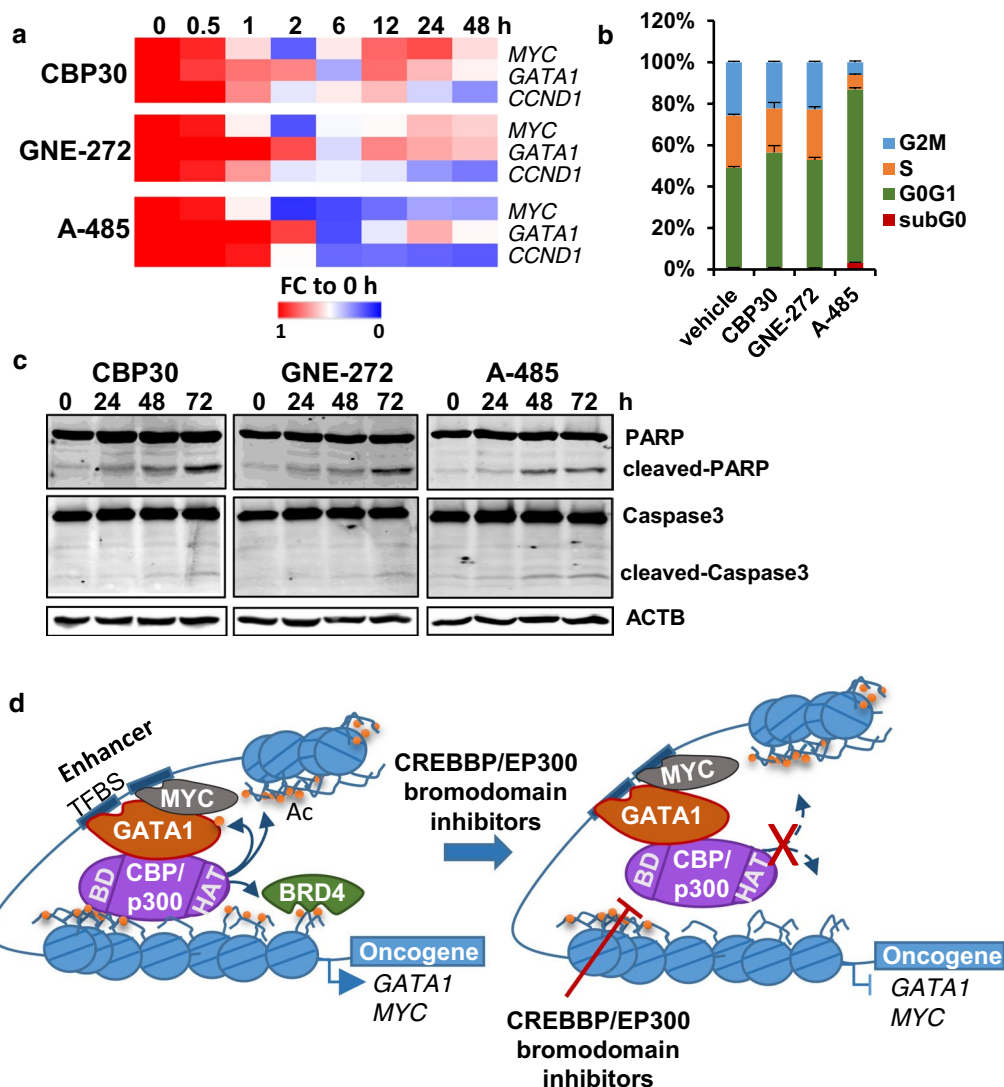 a
0 0.5 1 2 6 12 24 48 h
CBP30
MYC
GATA1
CCND1
GNE-272
MYC
GATA1
CCND1
A-485
MYC
GATA1
CCND1
FC to 0 h
1 0
b
120%
100%
80%
60%
40%
20%
0%
vehicle
CBP30
GNE-272
A-485
G2M
S
G0G1
subG0
c
CBP30 GNE-272 A-485
0 24 48 72 0 24 48 72 0 24 48 72 h
PARP
cleaved-PARP
Caspase3
cleaved-Caspase3
ACTB
d
Enhancer
TFBS
MYC
Ac
GATA1
BD
CBP/
p300
HAT
BRD4
Oncogene
GATA1
MYC
CREBBP/EP300
bromodomain
inhibitors
MYC
GATA1
X
BD
CBP/
p300
HAT
Oncogene
GATA1
MYC
CREBBP/EP300
bromodomain
inhibitors